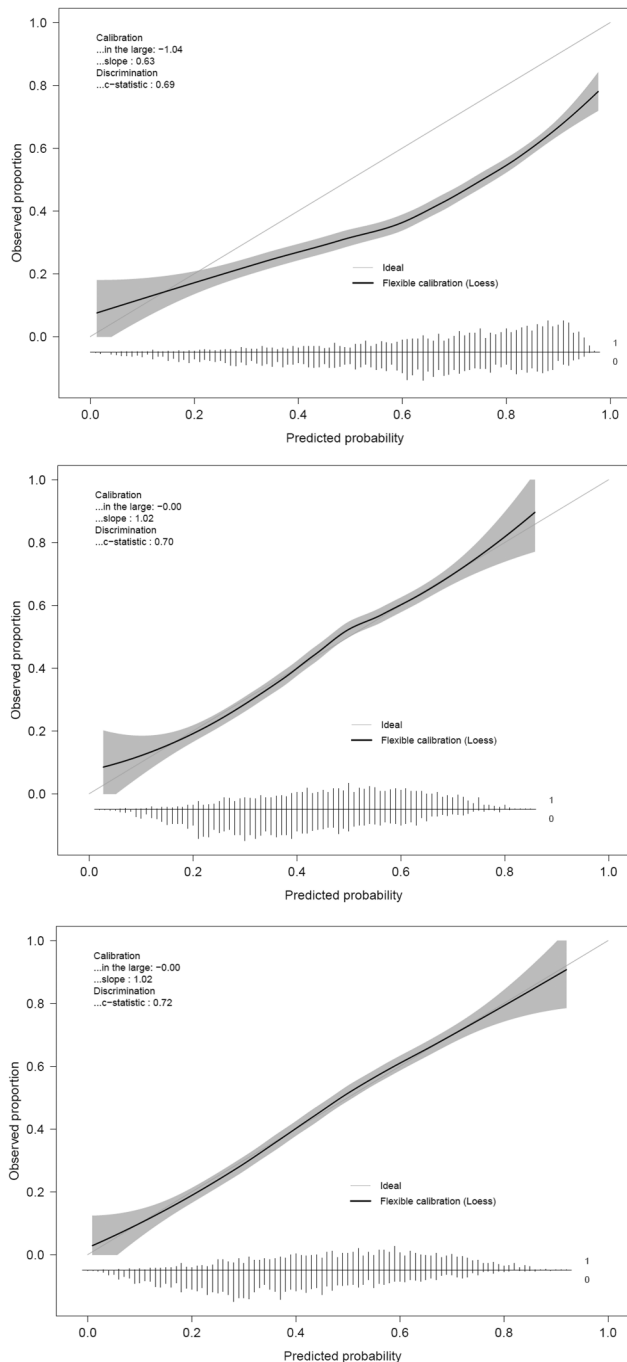 1.0
Calibration
...in the large: −1.04
...slope : 0.63
Discrimination
...c−statistic : 0.69
0.8
0.6
Observed proportion
0.4
Ideal
0.2
Flexible calibration (Loess)
0.0
1
0
0.0 0.2 0.4 0.6 0.8 1.0
Predicted probability
1.0
Calibration
...in the large: −0.00
...slope : 1.02
Discrimination
...c−statistic : 0.70
0.8
0.6
Observed proportion
0.4
0.2
Ideal
Flexible calibration (Loess)
0.0
1
0
0.0 0.2 0.4 0.6 0.8 1.0
Predicted probability
1.0
Calibration
...in the large: −0.00
...slope : 1.02
Discrimination
...c−statistic : 0.72
0.8
0.6
Observed proportion
0.4
0.2
Ideal
Flexible calibration (Loess)
0.0
1
0
0.0 0.2 0.4 0.6 0.8 1.0
Predicted probability